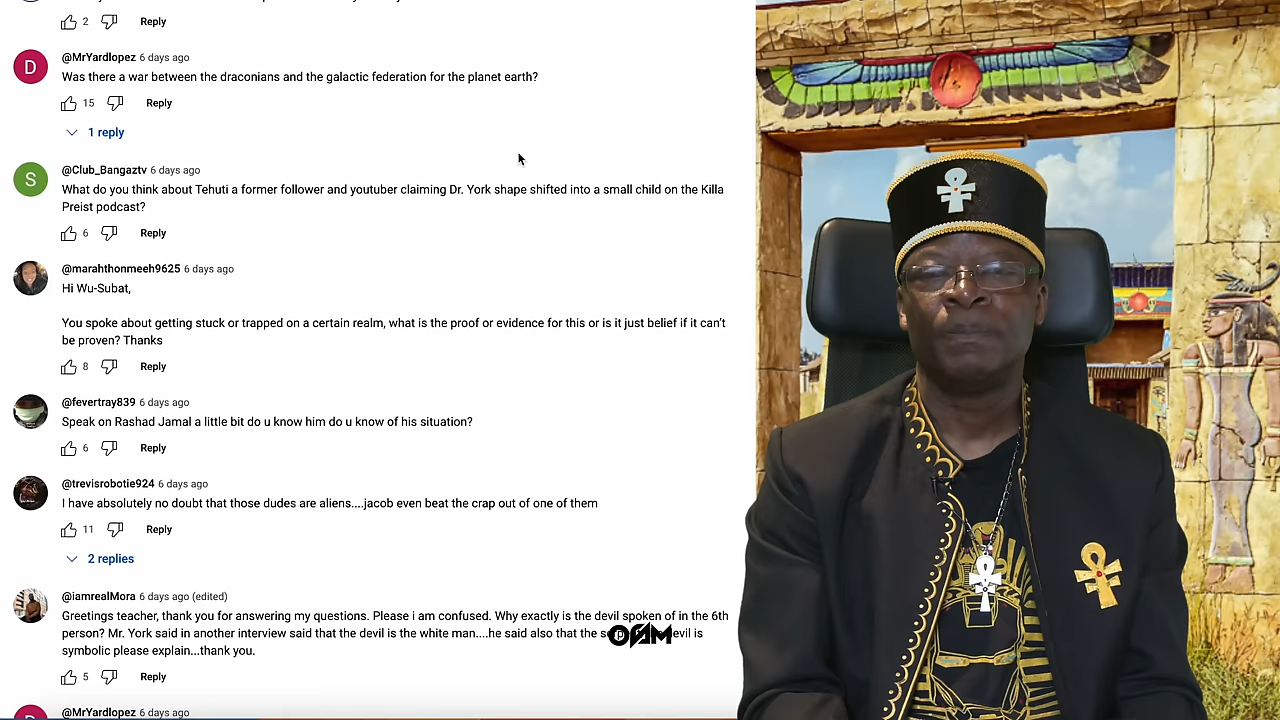 2 Reply
D @MrYardlopez 6 days ago
Was there a war between the draconians and the galactic federation for the planet earth?
15 Reply
1 reply
S @Club_Bangaztv 6 days ago
What do you think about Tehuti a former follower and youtuber claiming Dr. York shape shifted into a small child on the Killa
Preist podcast?
6 Reply
@marahthonmeeh9625 6 days ago
Hi Wu-Subat,
You spoke about getting stuck or trapped on a certain realm, what is the proof or evidence for this or is it just belief if it can't
be proven? Thanks
8 Reply
@fevertray839 6 days ago
Speak on Rashad Jamal a little bit do u know him do u know of his situation?
6 Reply
@trevisrobotie924 6 days ago
I have absolutely no doubt that those dudes are aliens....jacob even beat the crap out of one of them
11 Reply
2 replies
@iamrealMora 6 days ago (edited)
Greetings teacher, thank you for answering my questions. Please i am confused. Why exactly is the devil spoken of in the 6th
person? Mr. York said in another interview said that the devil is the white man....he said also that the devil is
symbolic please explain...thank you.
5 Reply
@MrYardlopez 6 days ago